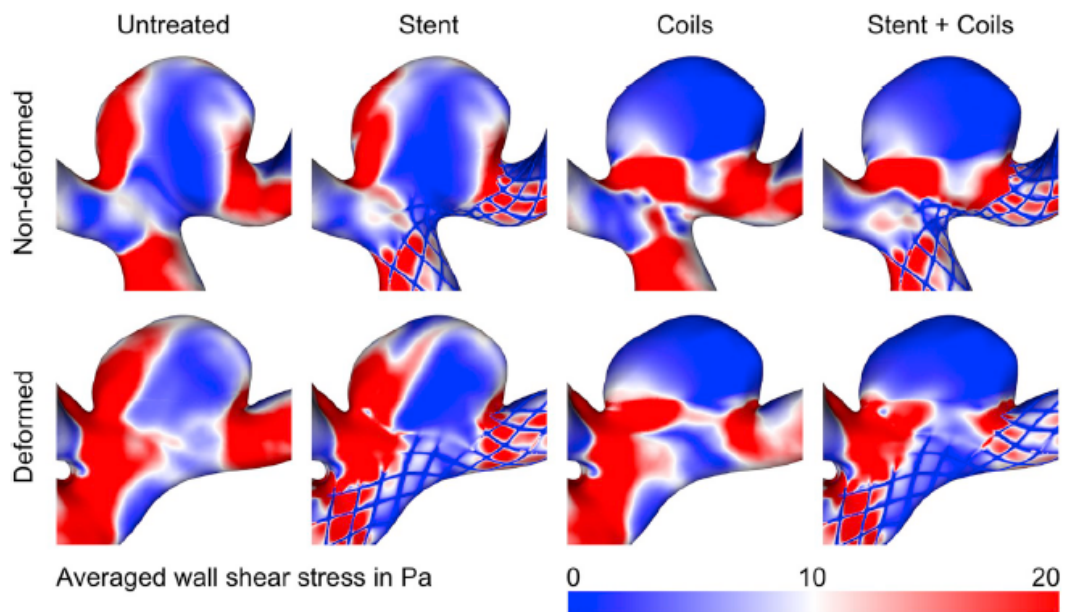 Untreated Stent Coils Stent + Coils
Non-deformed
Deformed
Averaged wall shear stress in Pa
0 10 20